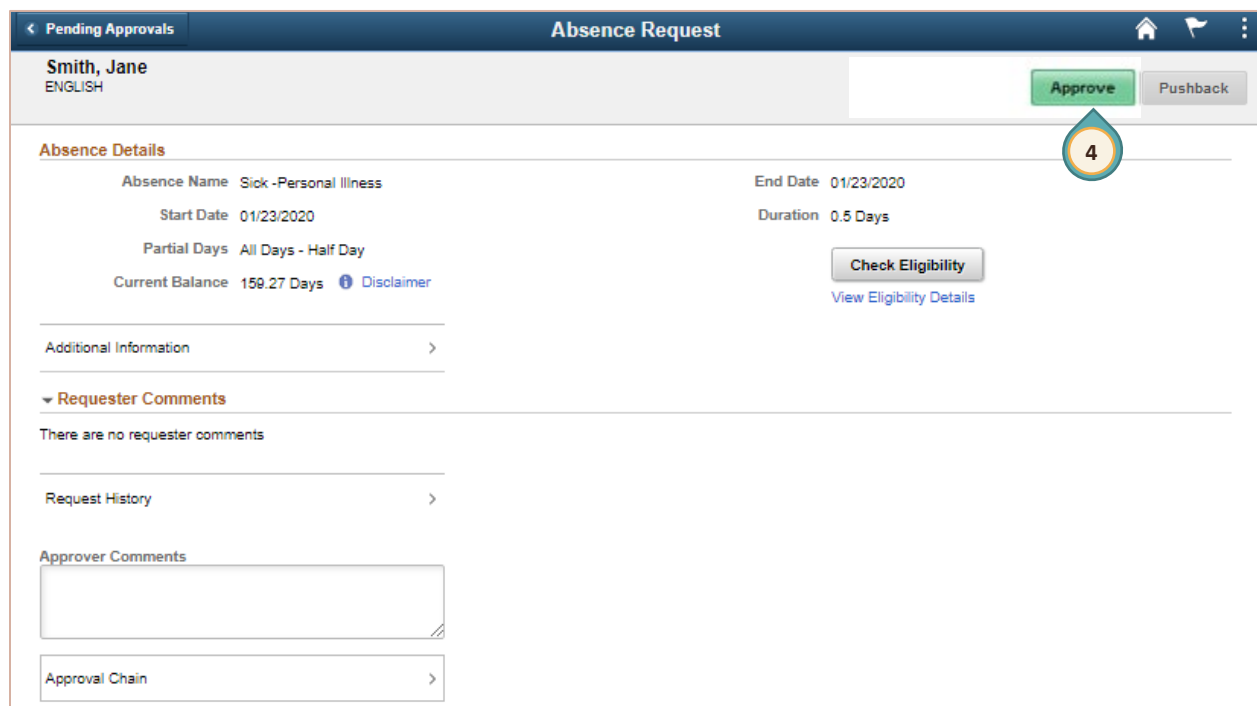 Pending Approvals
Absence Request
Smith, Jane
ENGLISH
Approve
Pushback
4
Absence Details
Absence Name Sick -Personal Illness
End Date 01/23/2020
Start Date 01/23/2020
Duration 0.5 Days
Partial Days All Days - Half Day
Check Eligibility
Current Balance 159.27 Days Disclaimer
View Eligibility Details
Additional Information
Requester Comments
There are no requester comments
Request History
Approver Comments
Approval Chain